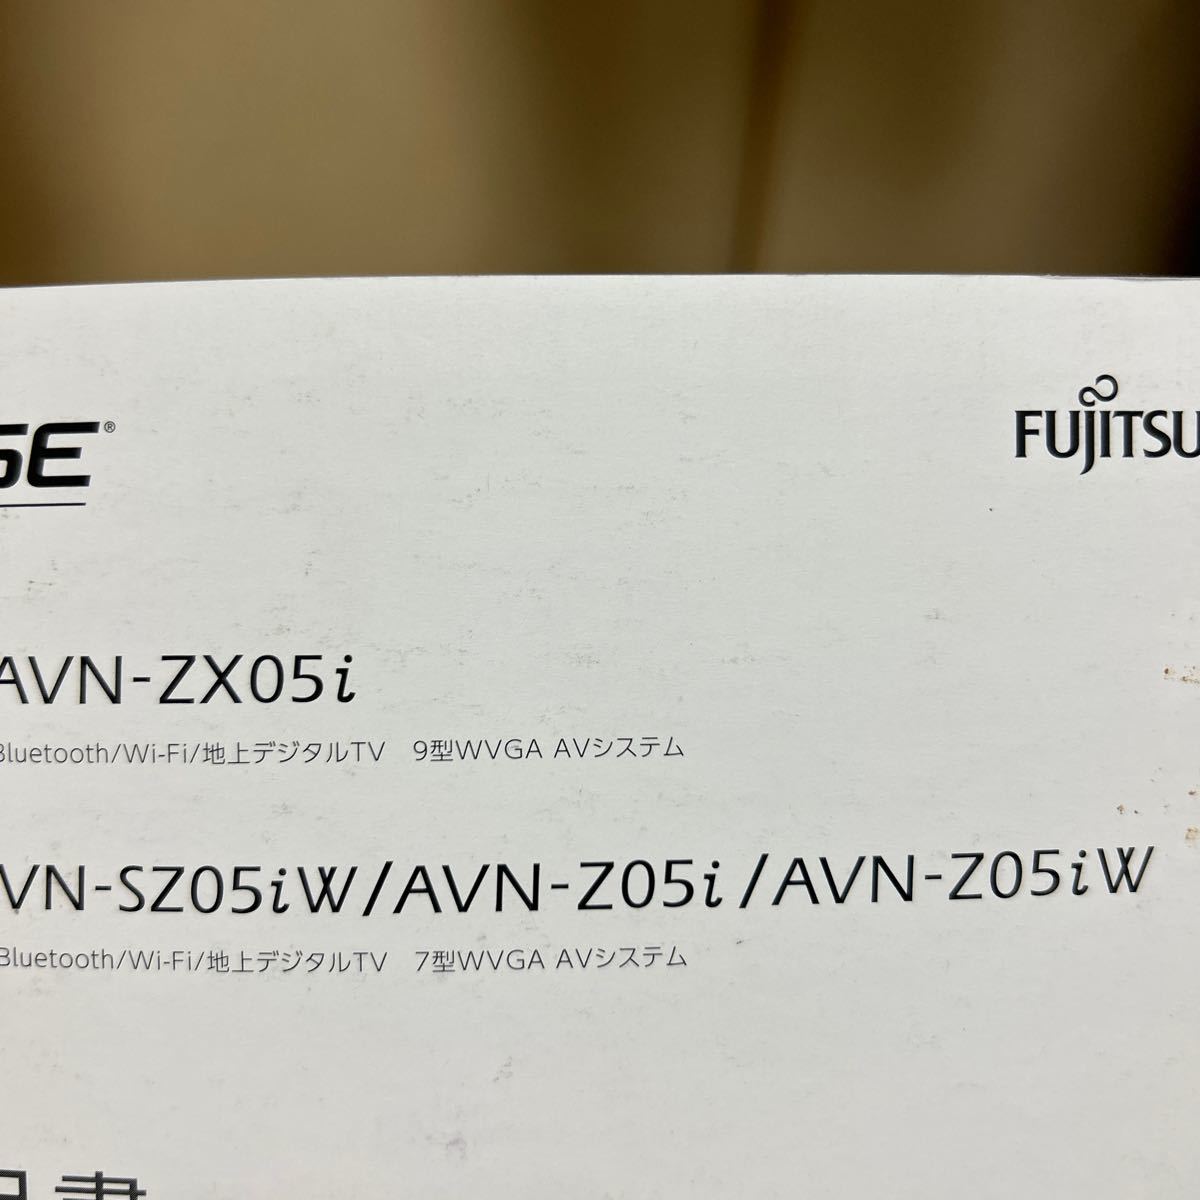 FUJITSU
AVN-ZX05i
Bluetooth/Wi-Fi/地上デジタルTV 9型WVGA AVシステム
VN-SZ05iW/AVN-Z05i/AVN-Z05iW
Bluetooth/Wi-Fi/地上デジタルTV 7型WVGA AVシステム